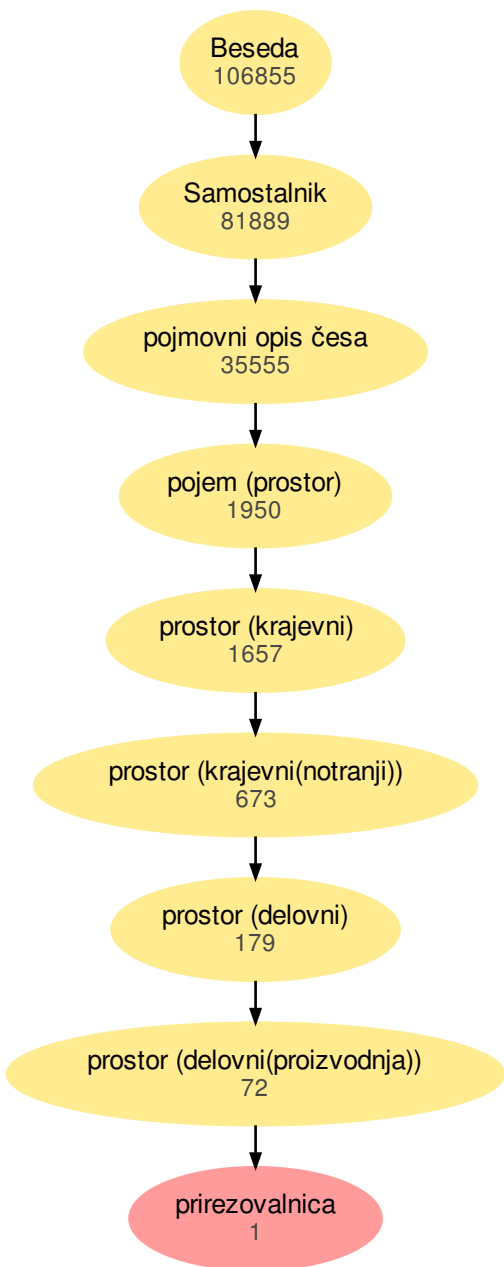 Beseda
106855
Samostalnik
81889
pojmovni opis česa
35555
pojem (prostor)
1950
prostor (krajevni)
1657
prostor (krajevni(notranji))
673
prostor (delovni)
179
prostor (delovni(proizvodnja))
72
prirezovalnica
1